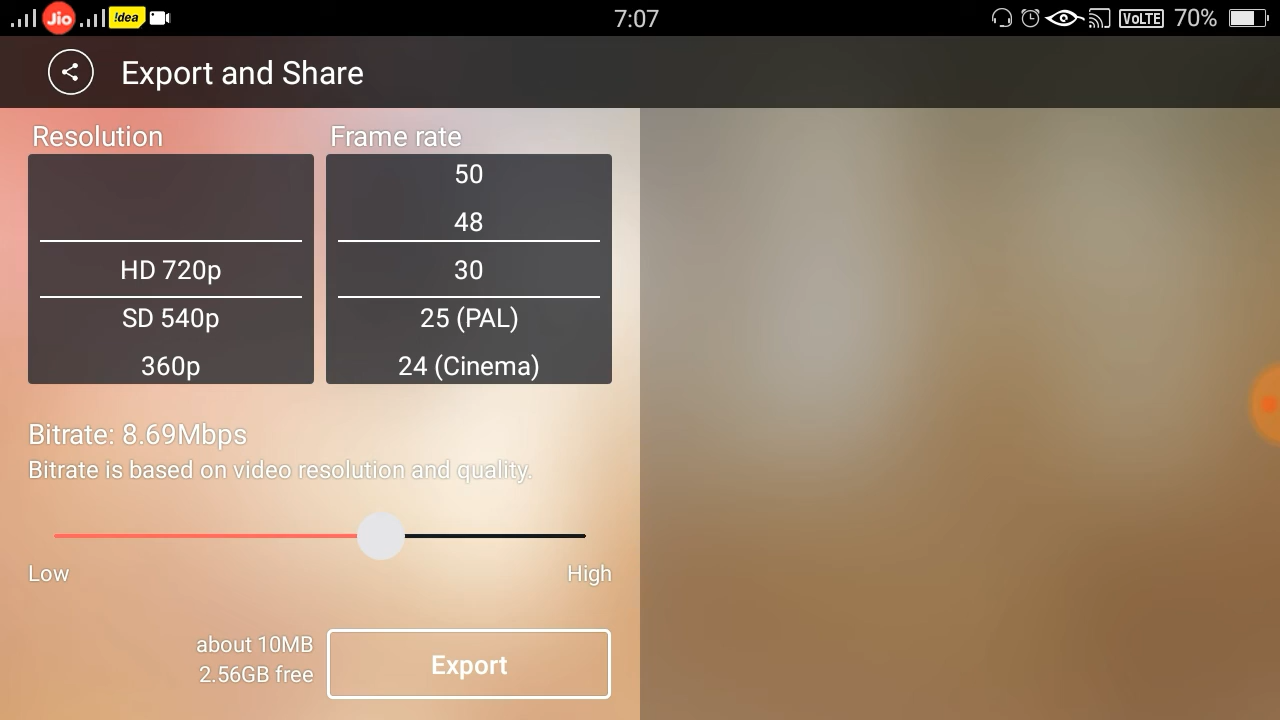 Jio
!dea
7:07
VoLTE
70%
Export and Share
Resolution
Frame rate
HD 720p
SD 540p
360p
50
48
30
25 (PAL)
24 (Cinema)
Bitrate: 8.69Mbps
Bitrate is based on video resolution and quality.
Low
High
about 10MB
2.56GB free
Export